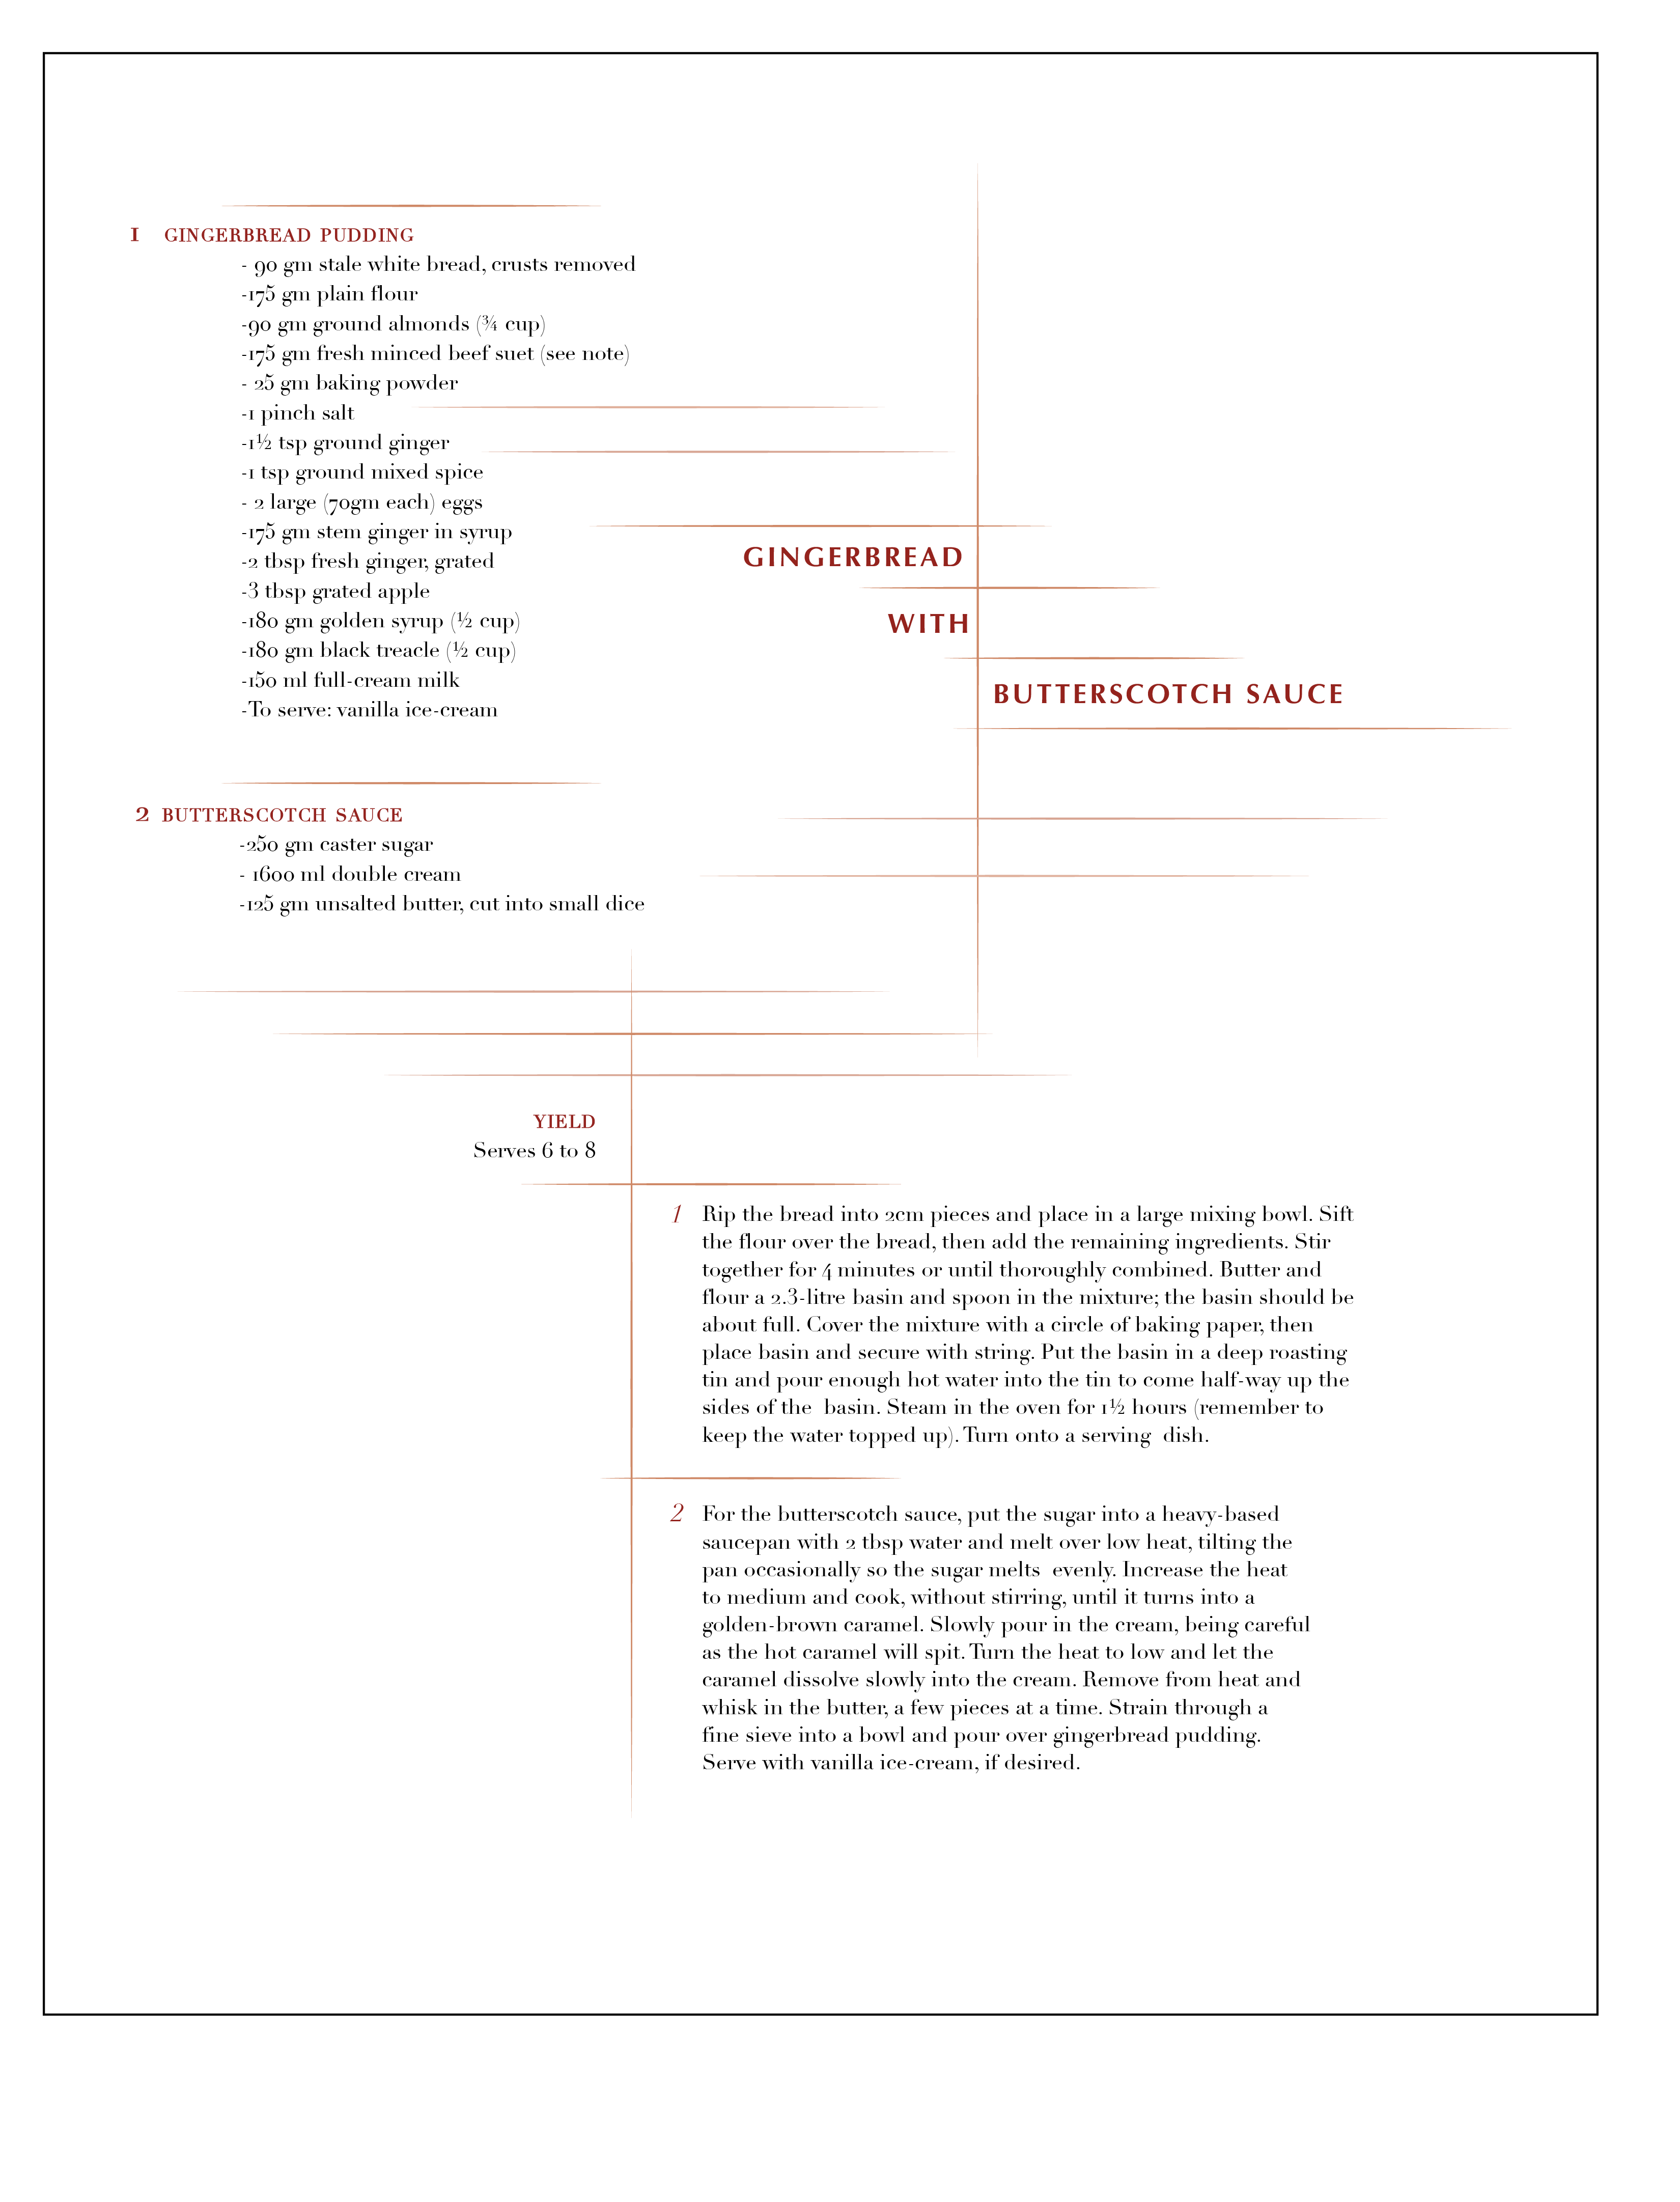 1 GINGERBREAD PUDDING
- 90 gm stale white bread, crusts removed
-175 gm plain flour
-90 gm ground almonds (¾ cup)
-175 gm fresh minced beef suet (see note)
- 25 gm baking powder
-1 pinch salt
-1½ tsp ground ginger
-1 tsp ground mixed spice
- 2 large (70gm each) eggs
-175 gm stem ginger in syrup
-2 tbsp fresh ginger, grated
-3 tbsp grated apple
-180 gm golden syrup (½ cup)
-180 gm black treacle (½ cup)
-150 ml full-cream milk
-To serve: vanilla ice-cream
GINGERBREAD
WITH
BUTTERSCOTCH SAUCE
2 BUTTERSCOTCH SAUCE
-250 gm caster sugar
- 1600 ml double cream
-125 gm unsalted butter, cut into small dice
YIELD
Serves 6 to 8
1 Rip the bread into 2cm pieces and place in a large mixing bowl. Sift
the flour over the bread, then add the remaining ingredients. Stir
together for 4 minutes or until thoroughly combined. Butter and
flour a 2.3-litre basin and spoon in the mixture; the basin should be
about full. Cover the mixture with a circle of baking paper, then
place basin and secure with string. Put the basin in a deep roasting
tin and pour enough hot water into the tin to come half-way up the
sides of the basin. Steam in the oven for 1½ hours (remember to
keep the water topped up). Turn onto a serving dish.
2 For the butterscotch sauce, put the sugar into a heavy-based
saucepan with 2 tbsp water and melt over low heat, tilting the
pan occasionally so the sugar melts evenly. Increase the heat
to medium and cook, without stirring, until it turns into a
golden-brown caramel. Slowly pour in the cream, being careful
as the hot caramel will spit. Turn the heat to low and let the
caramel dissolve slowly into the cream. Remove from heat and
whisk in the butter, a few pieces at a time. Strain through a
fine sieve into a bowl and pour over gingerbread pudding.
Serve with vanilla ice-cream, if desired.